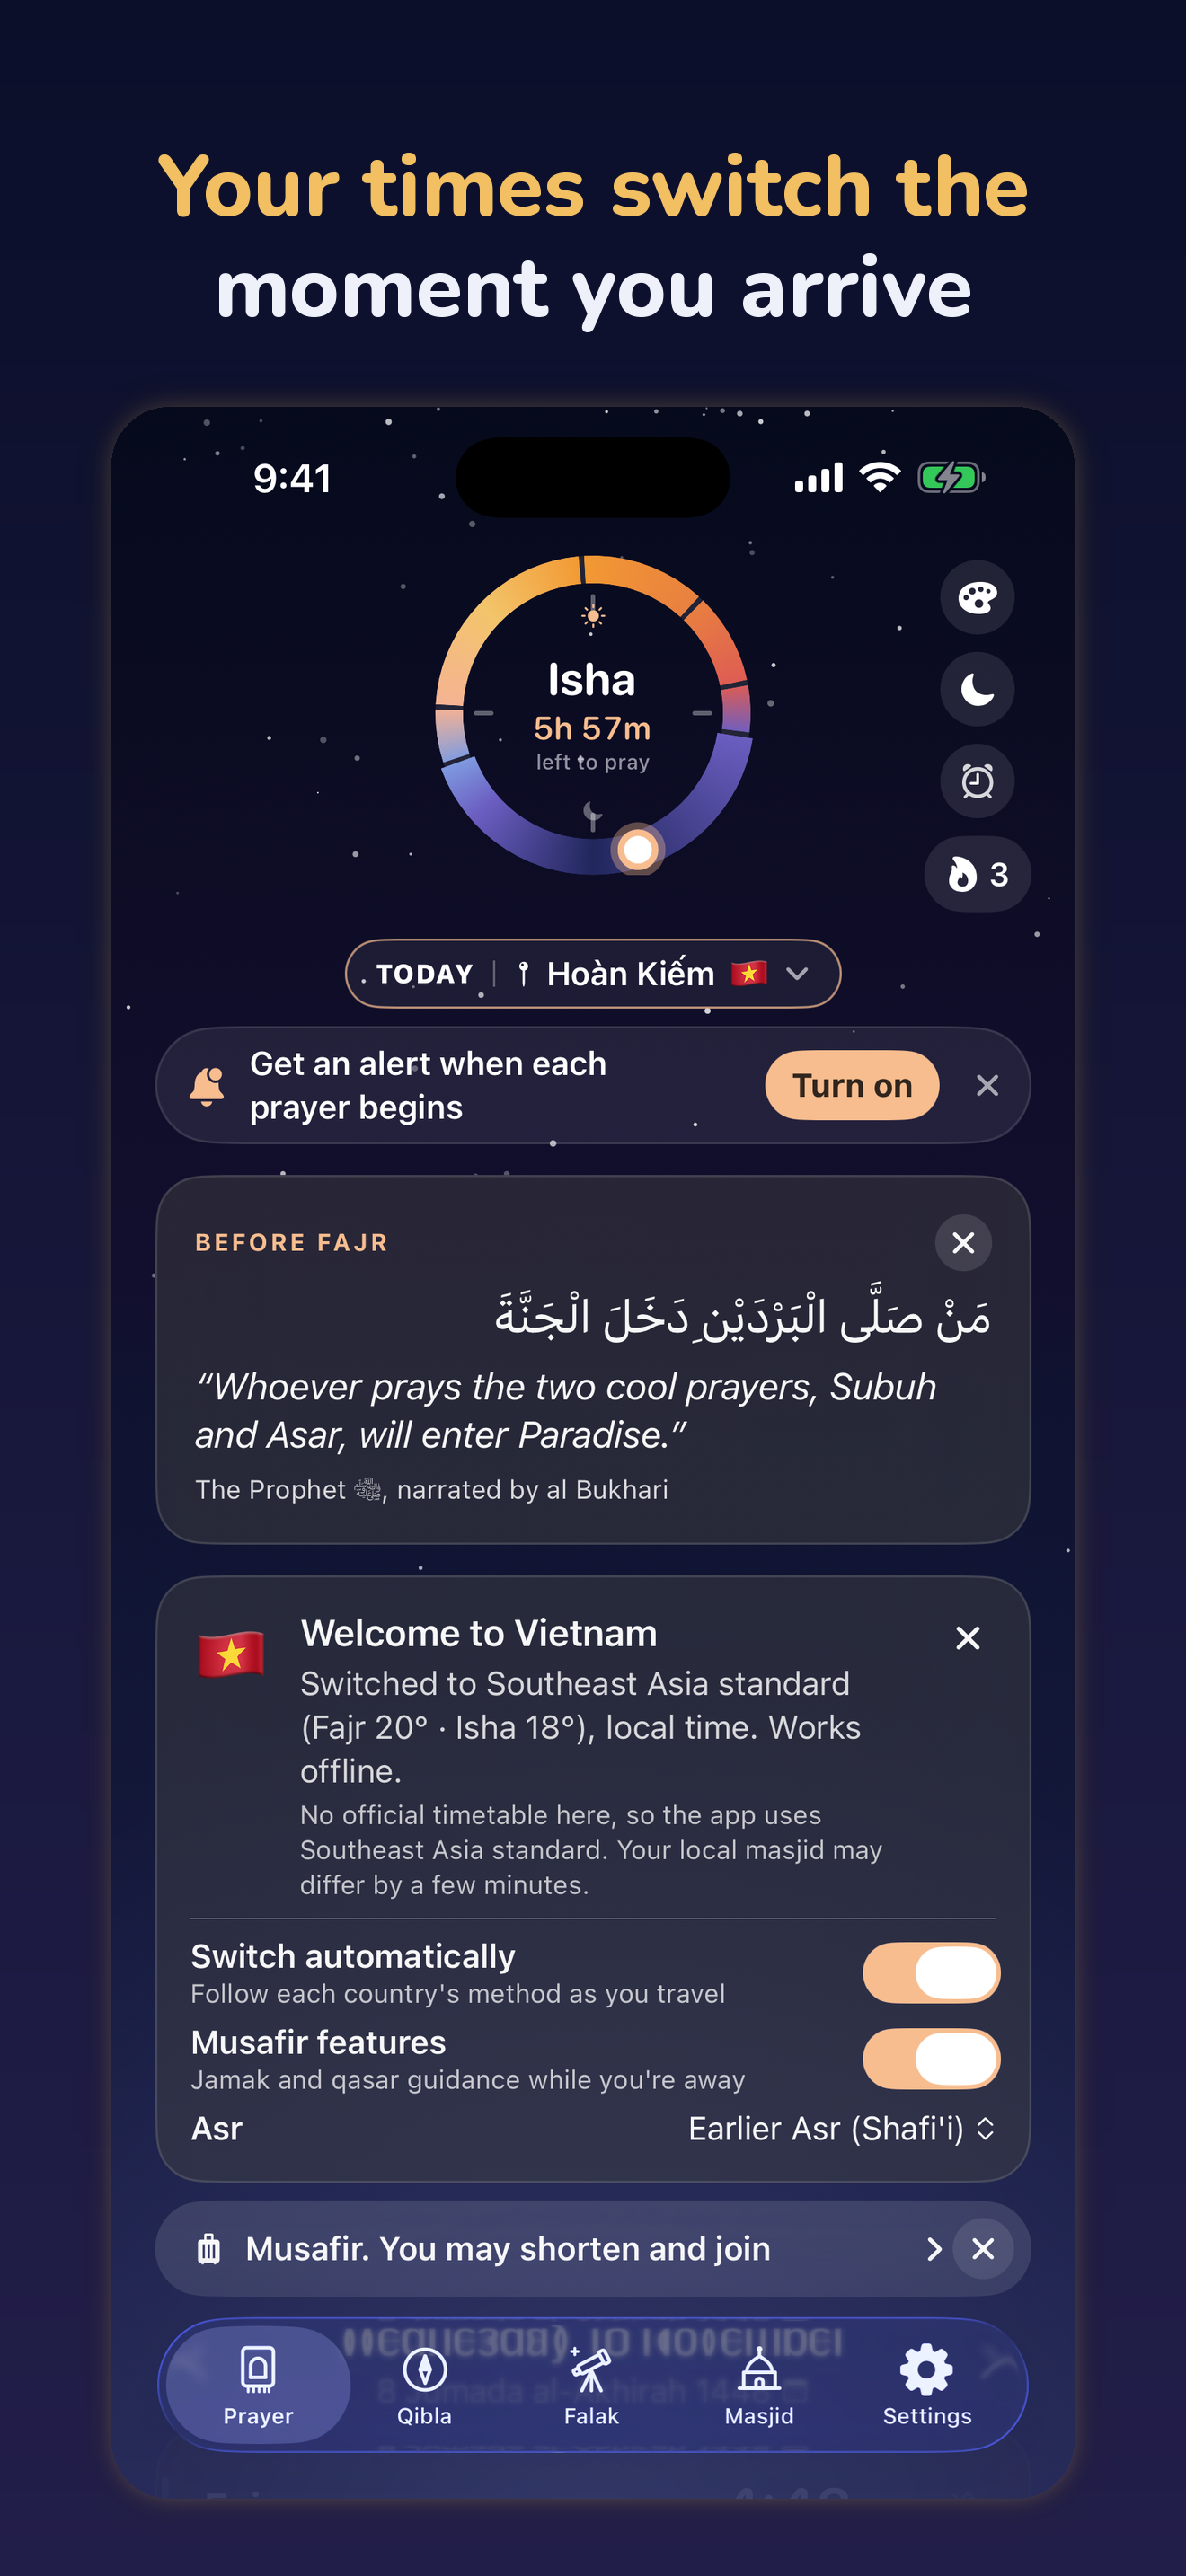 Your times switch the
moment you arrive
9:41
Isha
5h 57m
left to pray
3
TODAY | Hoàn Kiếm
Get an alert when each
prayer begins
Turn on
BEFORE FAJR
مَنْ صَلَّى الْبَرْدَيْنِ دَخَلَ الْجَنَّةَ
“Whoever prays the two cool prayers, Subuh
and Asar, will enter Paradise.”
The Prophet ﷺ, narrated by al Bukhari
Welcome to Vietnam
Switched to Southeast Asia standard
(Fajr 20° · Isha 18°), local time. Works
offline.
No official timetable here, so the app uses
Southeast Asia standard. Your local masjid may
differ by a few minutes.
Switch automatically
Follow each country's method as you travel
Musafir features
Jamak and qasar guidance while you're away
Asr
Earlier Asr (Shafi'i)
Musafir. You may shorten and join
Prayer
Qibla
Falak
Masjid
Settings